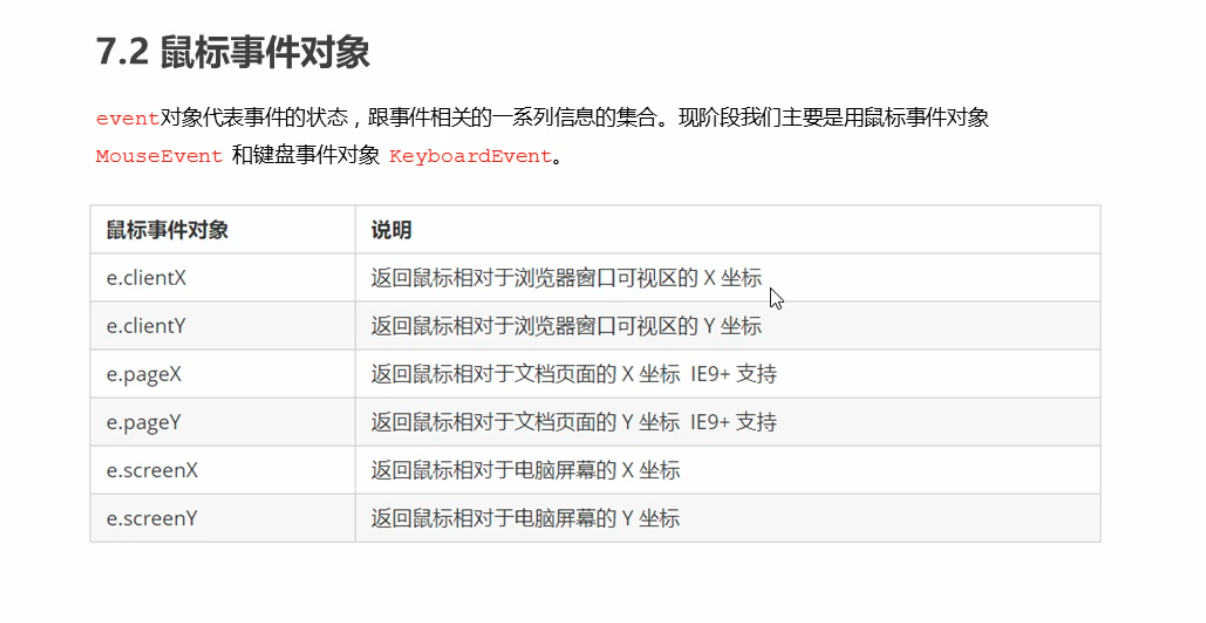 7.2 鼠标事件对象
event对象代表事件的状态，跟事件相关的一系列信息的集合。现阶段我们主要是用鼠标事件对象
MouseEvent 和键盘事件对象 KeyboardEvent。
鼠标事件对象 说明
e.clientX 返回鼠标相对于浏览器窗口可视区的 X 坐标
e.clientY 返回鼠标相对于浏览器窗口可视区的 Y 坐标
e.pageX 返回鼠标相对于文档页面的 X 坐标 IE9+ 支持
e.pageY 返回鼠标相对于文档页面的 Y 坐标 IE9+ 支持
e.screenX 返回鼠标相对于电脑屏幕的 X 坐标
e.screenY 返回鼠标相对于电脑屏幕的 Y 坐标